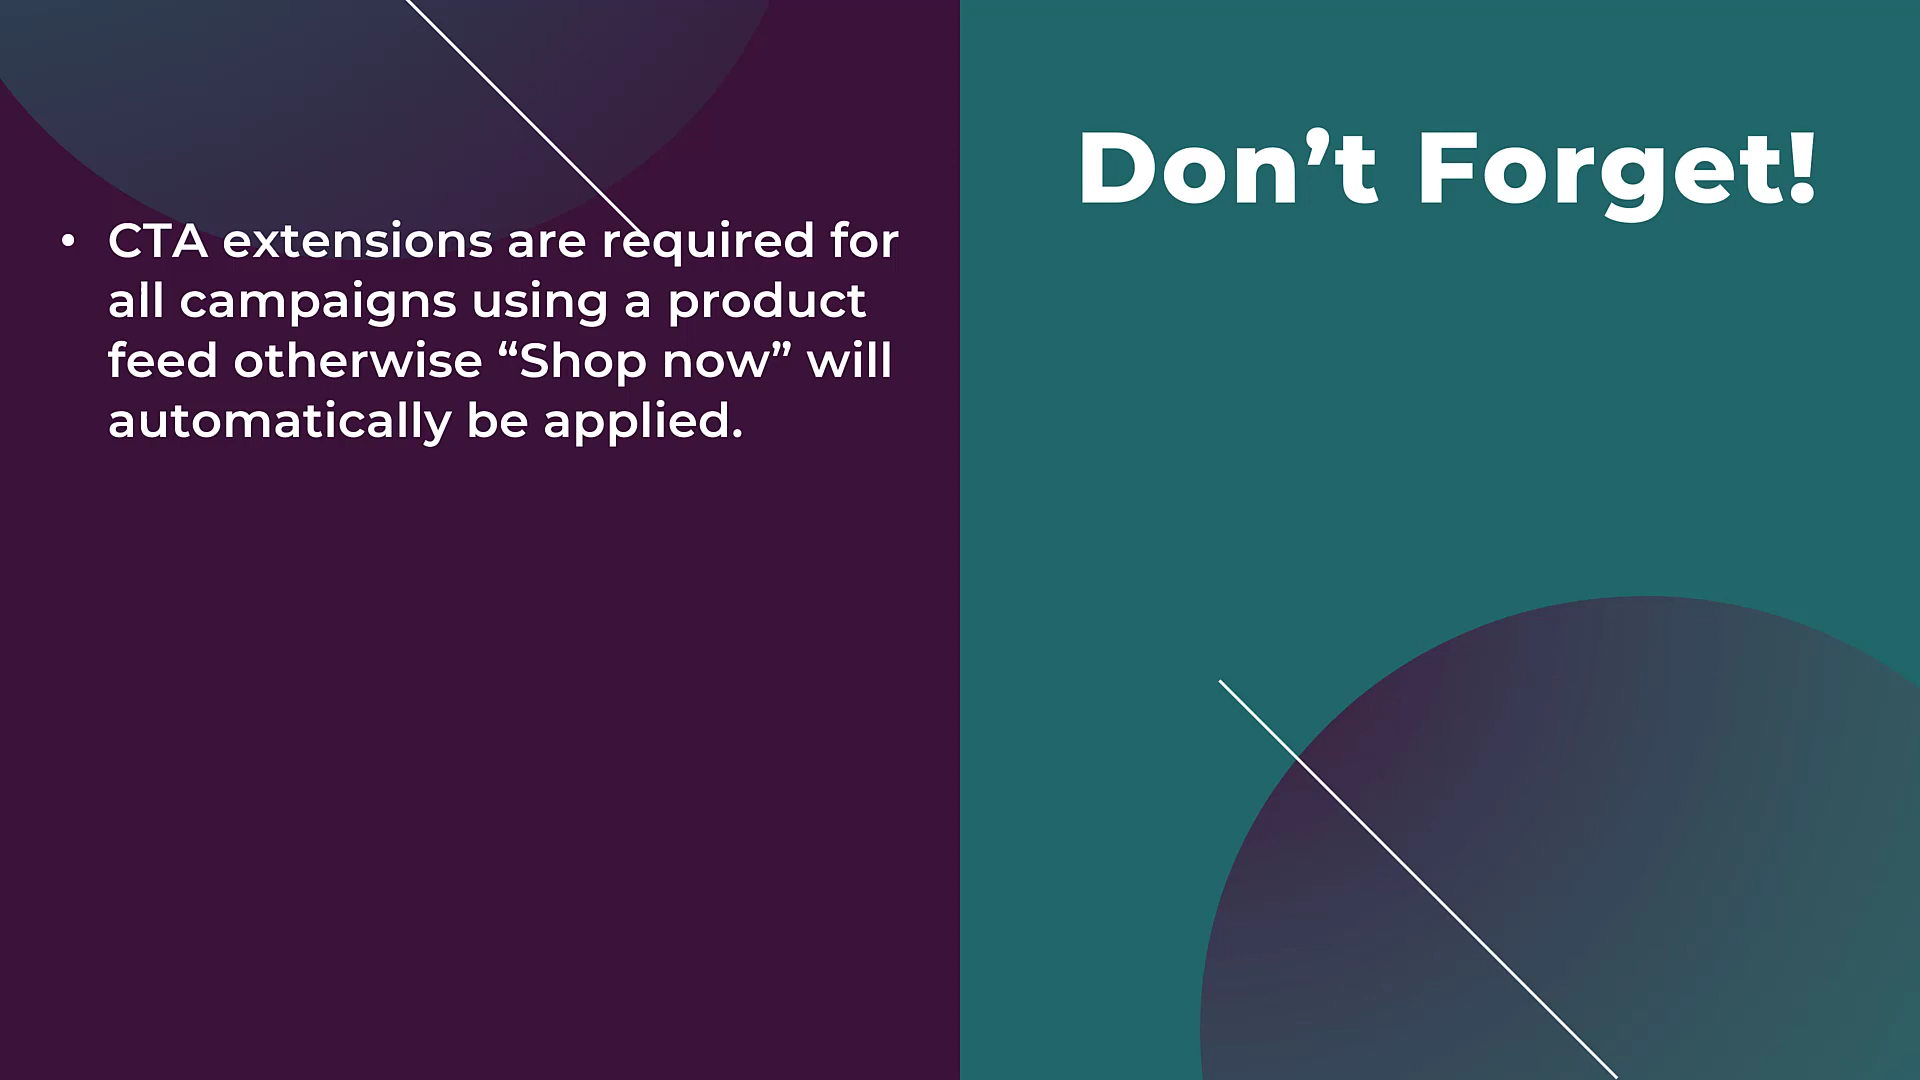 Don’t Forget!
• CTA extensions are required for
all campaigns using a product
feed otherwise “Shop now” will
automatically be applied.